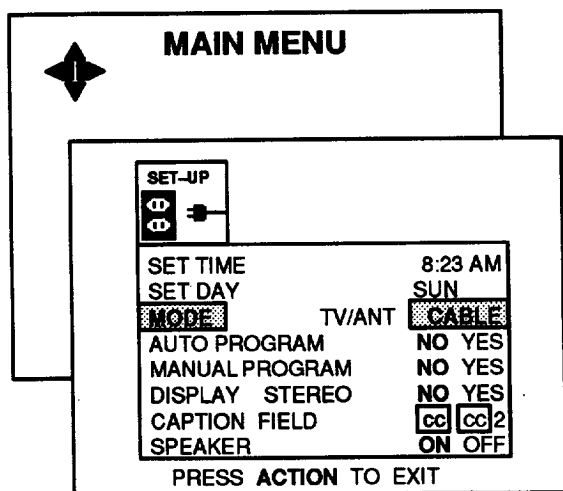 MAIN MENU
SET–UP
SET TIME 8:23 AM
SET DAY SUN
MODE TV/ANT CABLE
AUTO PROGRAM NO YES
MANUAL PROGRAM NO YES
DISPLAY STEREO NO YES
CAPTION FIELD CC CC 2
SPEAKER ON OFF
PRESS ACTION TO EXIT